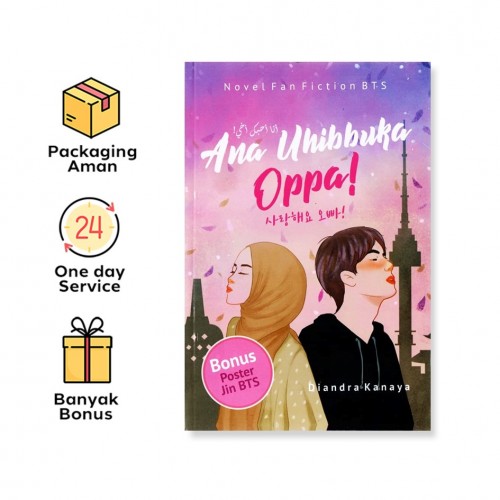 Packaging
Aman
24
One day
Service
Banyak
Bonus
Novel Fan Fiction BTS
Ana Uhibbuka
Oppa!
사랑해요 오빠!
Bonus
Poster
Jin BTS
Diandra Kanaya